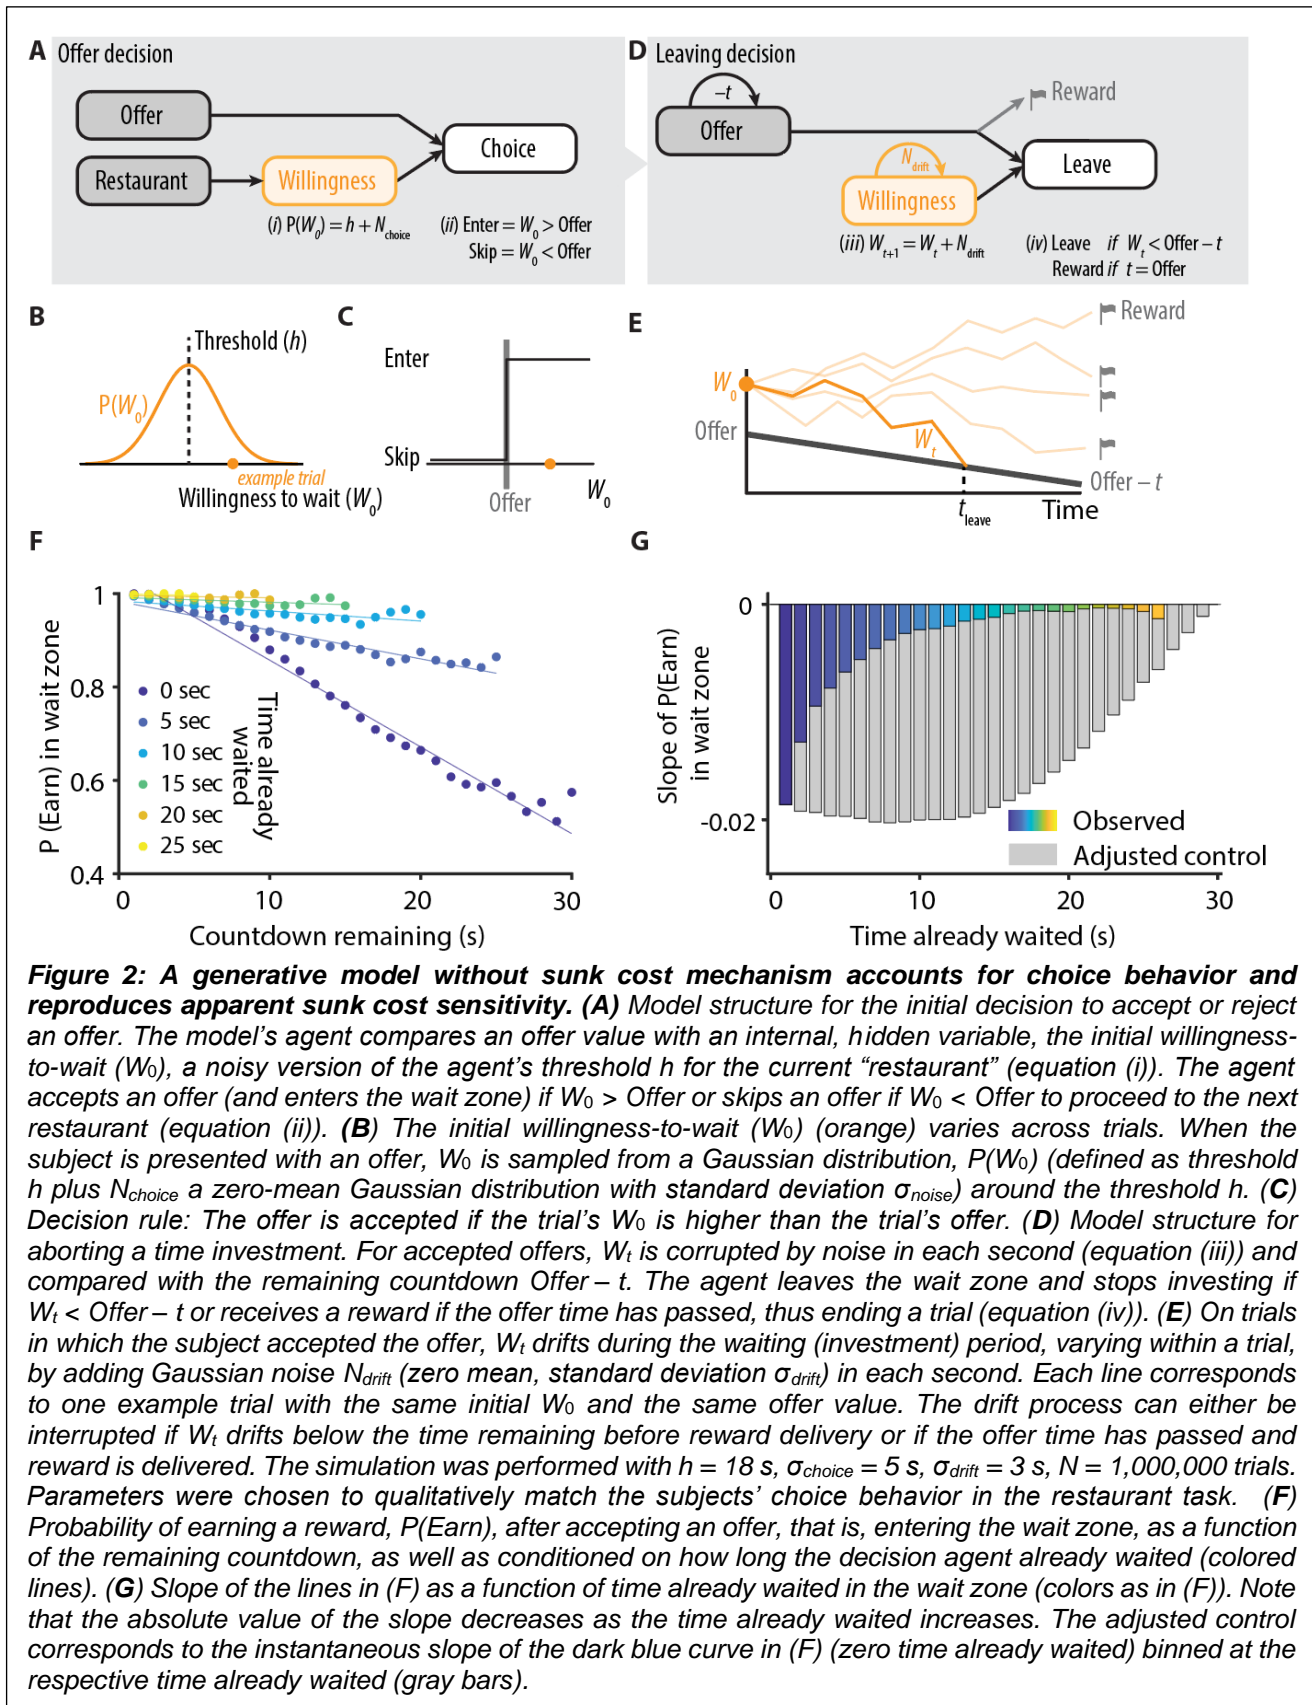 A Offer decision
Offer
Restaurant
Willingness
Choice
(i) P(W0) = h + Nchoice
(ii) Enter = W0 > Offer
Skip = W0 < Offer
D Leaving decision
–t
Offer
Reward
Ndrift
Willingness
Leave
(iii) Wt+1 = Wt + Ndrift
(iv) Leave if Wt < Offer – t
Reward if t = Offer
B
Threshold (h)
P(W0)
example trial
Willingness to wait (W0)
C
Enter
Skip
Offer
W0
E
W0
Offer
Wt
Reward
Offer – t
tleave
Time
F
P (Earn) in wait zone
1
0.8
0.6
0.4
0 sec
5 sec
10 sec
15 sec
20 sec
25 sec
Time already
waited
0 10 20 30
Countdown remaining (s)
G
Slope of P(Earn)
in wait zone
0
-0.02
Observed
Adjusted control
0 10 20 30
Time already waited (s)
Figure 2: A generative model without sunk cost mechanism accounts for choice behavior and
reproduces apparent sunk cost sensitivity. (A) Model structure for the initial decision to accept or reject
an offer. The model's agent compares an offer value with an internal, hidden variable, the initial willingness-
to-wait (W0), a noisy version of the agent's threshold h for the current "restaurant" (equation (i)). The agent
accepts an offer (and enters the wait zone) if W0 > Offer or skips an offer if W0 < Offer to proceed to the next
restaurant (equation (ii)). (B) The initial willingness-to-wait (W0) (orange) varies across trials. When the
subject is presented with an offer, W0 is sampled from a Gaussian distribution, P(W0) (defined as threshold
h plus Nchoice a zero-mean Gaussian distribution with standard deviation σnoise) around the threshold h. (C)
Decision rule: The offer is accepted if the trial's W0 is higher than the trial's offer. (D) Model structure for
aborting a time investment. For accepted offers, Wt is corrupted by noise in each second (equation (iii)) and
compared with the remaining countdown Offer – t. The agent leaves the wait zone and stops investing if
Wt < Offer – t or receives a reward if the offer time has passed, thus ending a trial (equation (iv)). (E) On trials
in which the subject accepted the offer, Wt drifts during the waiting (investment) period, varying within a trial,
by adding Gaussian noise Ndrift (zero mean, standard deviation σdrift) in each second. Each line corresponds
to one example trial with the same initial W0 and the same offer value. The drift process can either be
interrupted if Wt drifts below the time remaining before reward delivery or if the offer time has passed and
reward is delivered. The simulation was performed with h = 18 s, σchoice = 5 s, σdrift = 3 s, N = 1,000,000 trials.
Parameters were chosen to qualitatively match the subjects' choice behavior in the restaurant task. (F)
Probability of earning a reward, P(Earn), after accepting an offer, that is, entering the wait zone, as a function
of the remaining countdown, as well as conditioned on how long the decision agent already waited (colored
lines). (G) Slope of the lines in (F) as a function of time already waited in the wait zone (colors as in (F)). Note
that the absolute value of the slope decreases as the time already waited increases. The adjusted control
corresponds to the instantaneous slope of the dark blue curve in (F) (zero time already waited) binned at the
respective time already waited (gray bars).